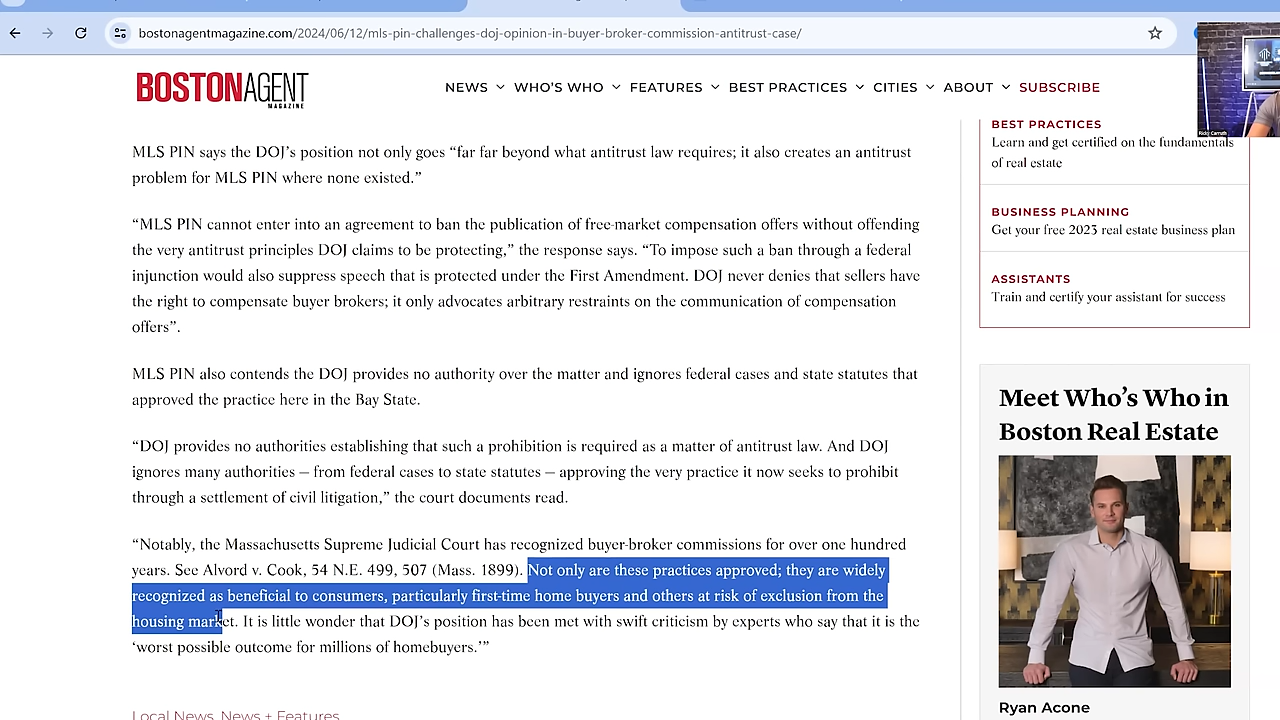 bostonagentmagazine.com/2024/06/12/mls-pin-challenges-doj-opinion-in-buyer-broker-commission-antitrust-case/
BOSTONAGENT
MAGAZINE
NEWS WHO'S WHO FEATURES BEST PRACTICES CITIES ABOUT SUBSCRIBE
Ricky Carruth
MLS PIN says the DOJ’s position not only goes “far far beyond what antitrust law requires; it also creates an antitrust
problem for MLS PIN where none existed.”
“MLS PIN cannot enter into an agreement to ban the publication of free-market compensation offers without offending
the very antitrust principles DOJ claims to be protecting,” the response says. “To impose such a ban through a federal
injunction would also suppress speech that is protected under the First Amendment. DOJ never denies that sellers have
the right to compensate buyer brokers; it only advocates arbitrary restraints on the communication of compensation
offers”.
MLS PIN also contends the DOJ provides no authority over the matter and ignores federal cases and state statutes that
approved the practice here in the Bay State.
“DOJ provides no authorities establishing that such a prohibition is required as a matter of antitrust law. And DOJ
ignores many authorities – from federal cases to state statutes – approving the very practice it now seeks to prohibit
through a settlement of civil litigation,” the court documents read.
“Notably, the Massachusetts Supreme Judicial Court has recognized buyer-broker commissions for over one hundred
years. See Alvord v. Cook, 54 N.E. 499, 507 (Mass. 1899). Not only are these practices approved; they are widely
recognized as beneficial to consumers, particularly first-time home buyers and others at risk of exclusion from the
housing market. It is little wonder that DOJ’s position has been met with swift criticism by experts who say that it is the
‘worst possible outcome for millions of homebuyers.’”
Local News, News + Features
BEST PRACTICES
Learn and get certified on the fundamentals
of real estate
BUSINESS PLANNING
Get your free 2023 real estate business plan
ASSISTANTS
Train and certify your assistant for success
Meet Who’s Who in
Boston Real Estate
Ryan Acone